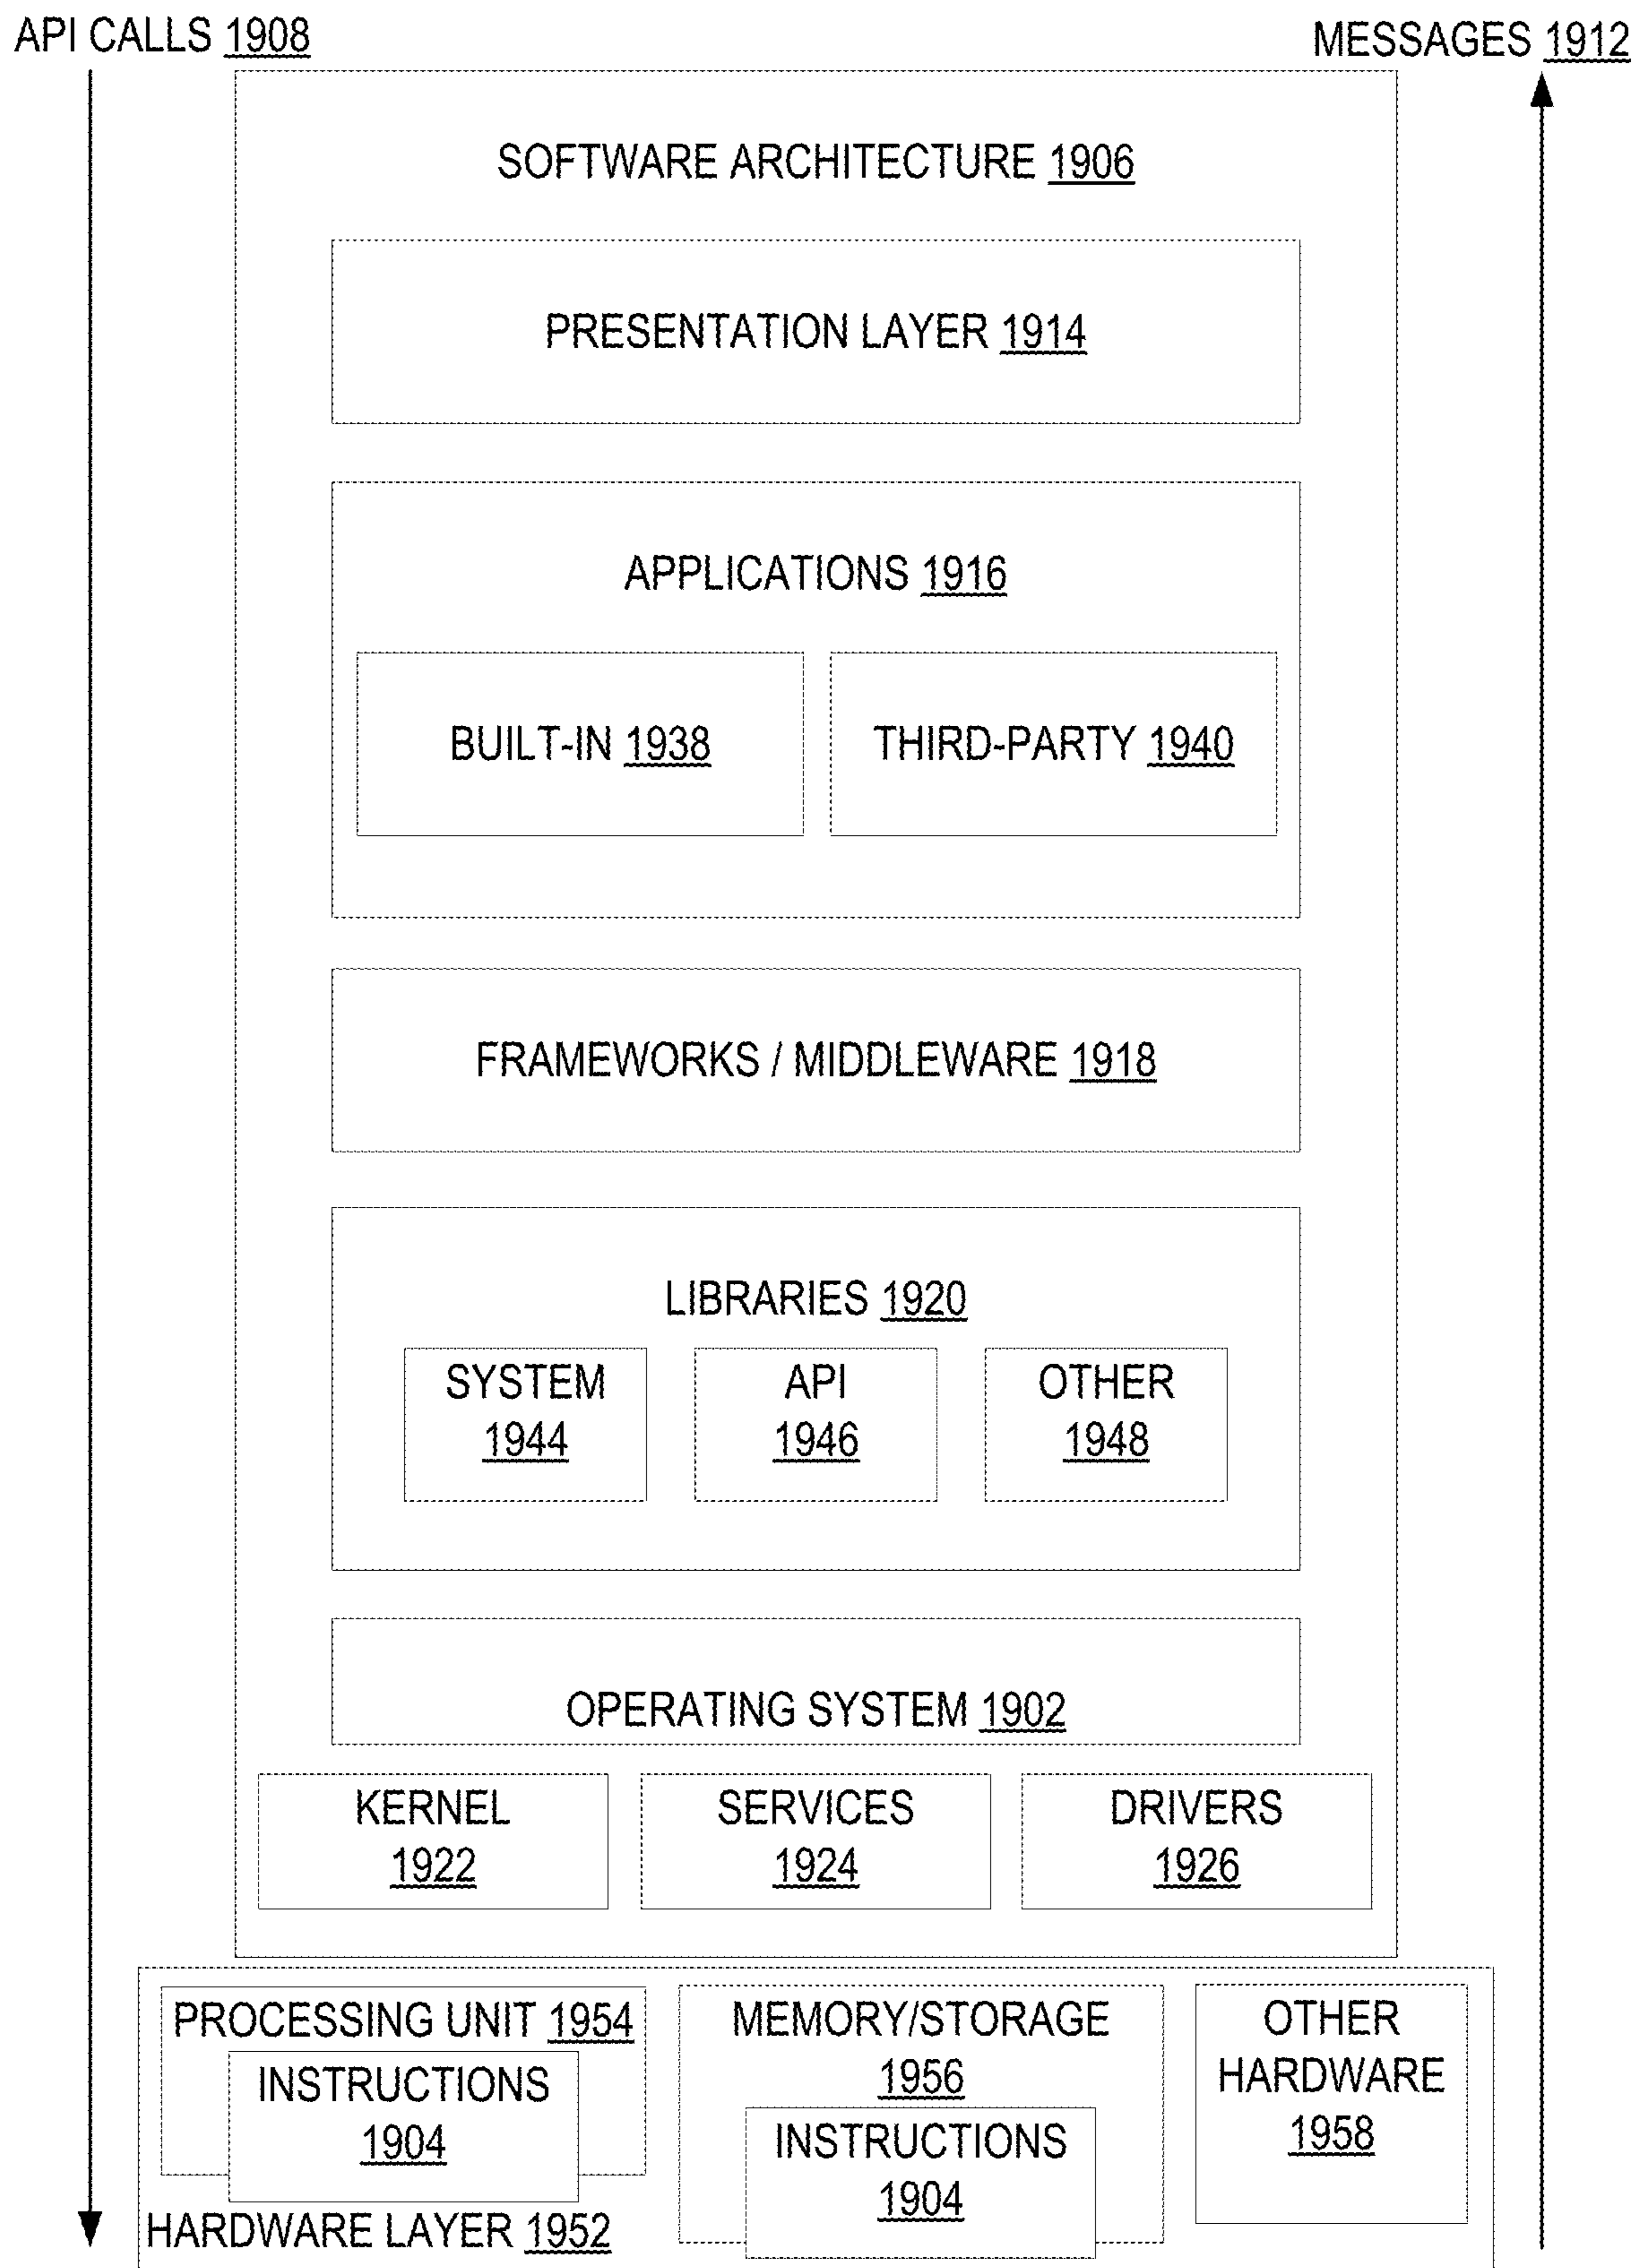 API CALLS 1908
MESSAGES 1912
SOFTWARE ARCHITECTURE 1906
PRESENTATION LAYER 1914
APPLICATIONS 1916
BUILT-IN 1938
THIRD-PARTY 1940
FRAMEWORKS / MIDDLEWARE 1918
LIBRARIES 1920
SYSTEM
1944
API
1946
OTHER
1948
OPERATING SYSTEM 1902
KERNEL
1922
SERVICES
1924
DRIVERS
1926
PROCESSING UNIT 1954
INSTRUCTIONS
1904
MEMORY/STORAGE
1956
INSTRUCTIONS
1904
OTHER
HARDWARE
1958
HARDWARE LAYER 1952